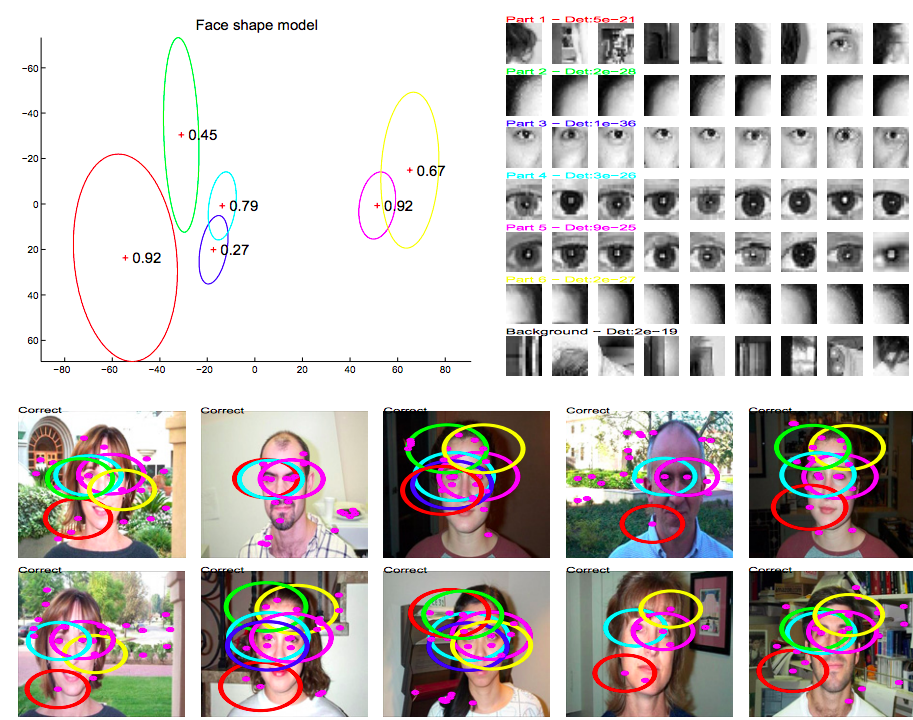 Face shape model
−60
−40
−20
0
20
40
60
−80
−60
−40
−20
0
20
40
60
80
0.45
0.67
0.79
0.92
0.27
0.92
Part 1 − Det:5e−21
Part 2 − Det:2e−28
Part 3 − Det:1e−36
Part 4 − Det:3e−26
Part 5 − Det:9e−25
Part 6 − Det:2e−27
Background − Det:2e−19
Correct
Correct
Correct
Correct
Correct
Correct
Correct
Correct
Correct
Correct